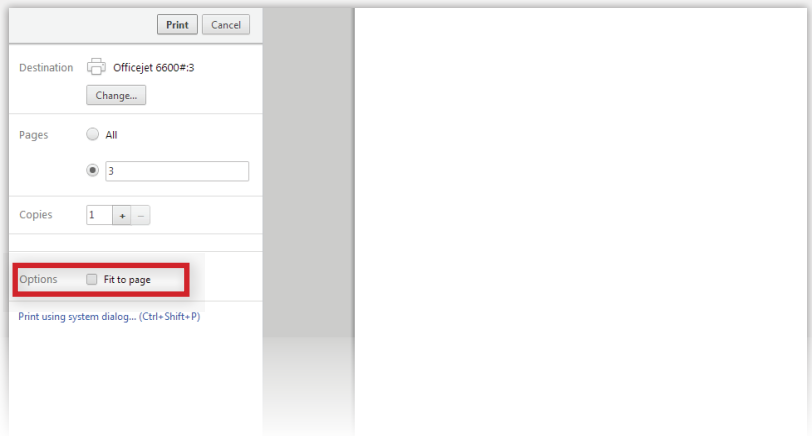 Print Cancel
Destination Officejet 6600#:3
Change...
Pages All
3
Copies 1 + −
Options Fit to page
Print using system dialog... (Ctrl+Shift+P)